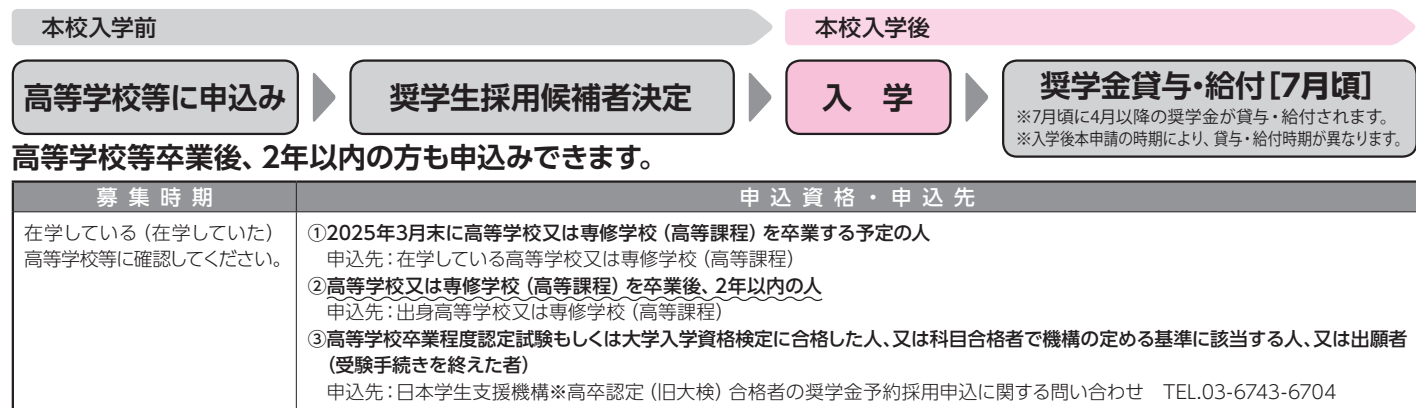 本校入学前
本校入学後
高等学校等に申込み
奨学生採用候補者決定
入 学
奨学金貸与・給付[7月頃]
※7月頃に4月以降の奨学金が貸与・給付されます。
※入学後本申請の時期により、貸与・給付時期が異なります。
高等学校等卒業後、2年以内の方も申込みできます。
募集時期
申込資格・申込先
在学している（在学していた）
高等学校等に確認してください。
①2025年3月末に高等学校又は専修学校（高等課程）を卒業する予定の人
申込先：在学している高等学校又は専修学校（高等課程）
②高等学校又は専修学校（高等課程）を卒業後、2年以内の人
申込先：出身高等学校又は専修学校（高等課程）
③高等学校卒業程度認定試験もしくは大学入学資格検定に合格した人、又は科目合格者で機構の定める基準に該当する人、又は出願者
（受験手続きを終えた者）
申込先：日本学生支援機構※高卒認定（旧大検）合格者の奨学金予約採用申込に関する問い合わせ　TEL.03-6743-6704